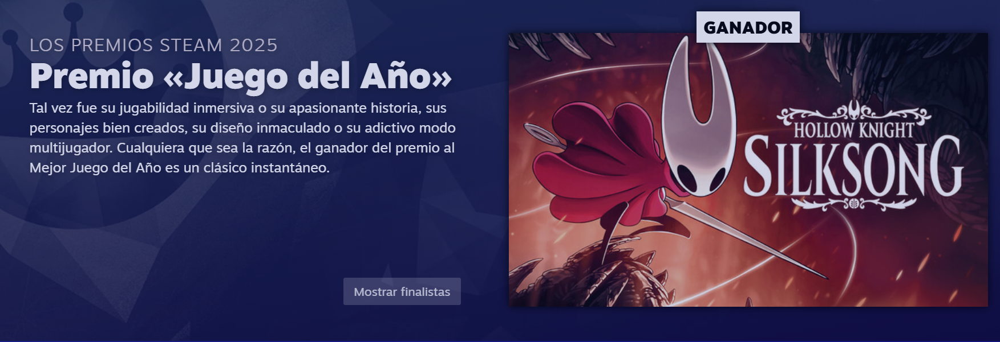 LOS PREMIOS STEAM 2025
Premio «Juego del Año»
Tal vez fue su jugabilidad inmersiva o su apasionante historia, sus
personajes bien creados, su diseño inmaculado o su adictivo modo
multijugador. Cualquiera que sea la razón, el ganador del premio al
Mejor Juego del Año es un clásico instantáneo.
Mostrar finalistas
GANADOR
HOLLOW KNIGHT
SILKSONG